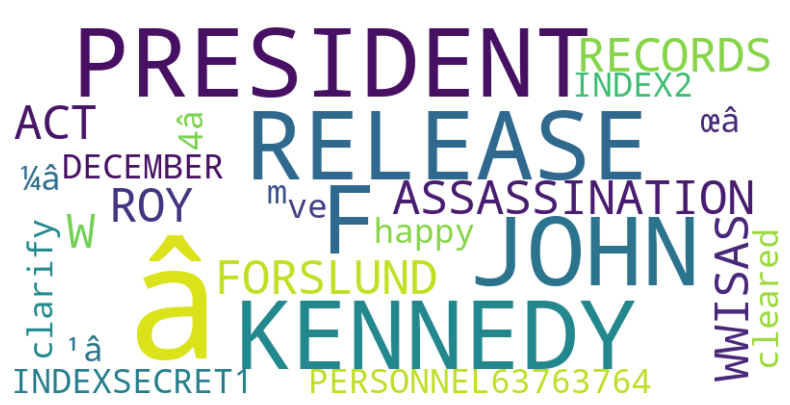 PRESIDENT
RECORDS
INDEX2
ACT
4â
RELEASE
œâ
¼â
DECEMBER
ROY
m
ve
F
ASSASSINATION
W
happy
JOHN
WWISAS
cleared
clarify
â
FORSLUND
KENNEDY
¹â
INDEXSECRET1
PERSONNEL63763764